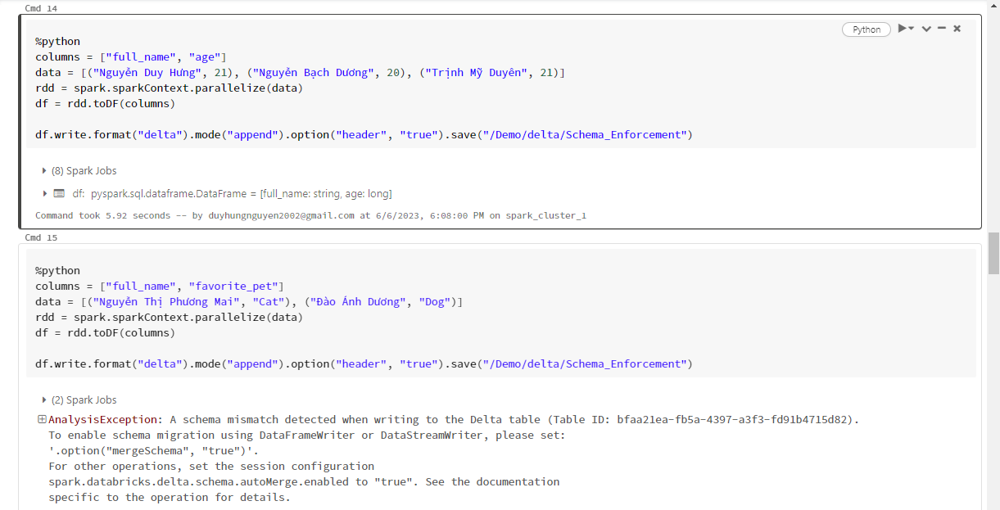 Cmd 14
Python
%python
columns = ["full_name", "age"]
data = [("Nguyễn Duy Hưng", 21), ("Nguyễn Bạch Dương", 20), ("Trịnh Mỹ Duyên", 21)]
rdd = spark.sparkContext.parallelize(data)
df = rdd.toDF(columns)
df.write.format("delta").mode("append").option("header", "true").save("/Demo/delta/Schema_Enforcement")
(8) Spark Jobs
df: pyspark.sql.dataframe.DataFrame = [full_name: string, age: long]
Command took 5.92 seconds -- by duyhungnguyen2002@gmail.com at 6/6/2023, 6:08:00 PM on spark_cluster_1
Cmd 15
%python
columns = ["full_name", "favorite_pet"]
data = [("Nguyễn Thị Phương Mai", "Cat"), ("Đào Ánh Dương", "Dog")]
rdd = spark.sparkContext.parallelize(data)
df = rdd.toDF(columns)
df.write.format("delta").mode("append").option("header", "true").save("/Demo/delta/Schema_Enforcement")
(2) Spark Jobs
AnalysisException: A schema mismatch detected when writing to the Delta table (Table ID: bfaa21ea-fb5a-4397-a3f3-fd91b4715d82).
To enable schema migration using DataFrameWriter or DataStreamWriter, please set:
'.option("mergeSchema", "true")'.
For other operations, set the session configuration
spark.databricks.delta.schema.autoMerge.enabled to "true". See the documentation
specific to the operation for details.